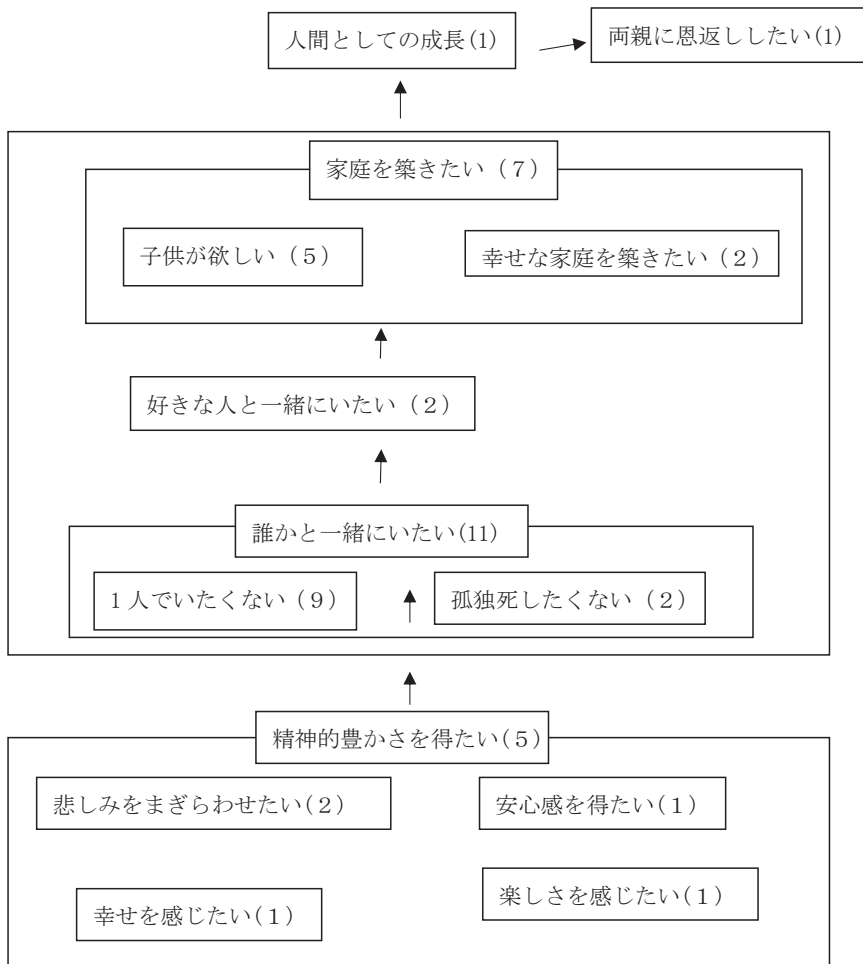 人間としての成長(1)
両親に恩返ししたい(1)
家庭を築きたい（７）
子供が欲しい（５）
幸せな家庭を築きたい（２）
好きな人と一緒にいたい（２）
誰かと一緒にいたい(11)
１人でいたくない（９）
孤独死したくない（２）
精神的豊かさを得たい(５)
悲しみをまぎらわせたい(２)
安心感を得たい(１)
幸せを感じたい(１)
楽しさを感じたい(１)